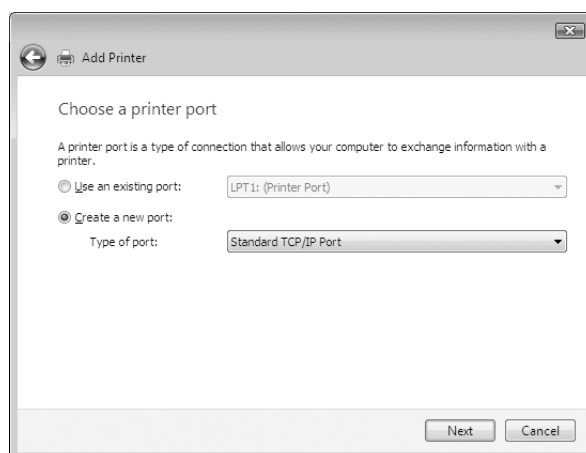 Add Printer
Choose a printer port
A printer port is a type of connection that allows your computer to exchange information with a
printer.
Use an existing port: LPT1: (Printer Port)
Create a new port:
Type of port: Standard TCP/IP Port
Next Cancel